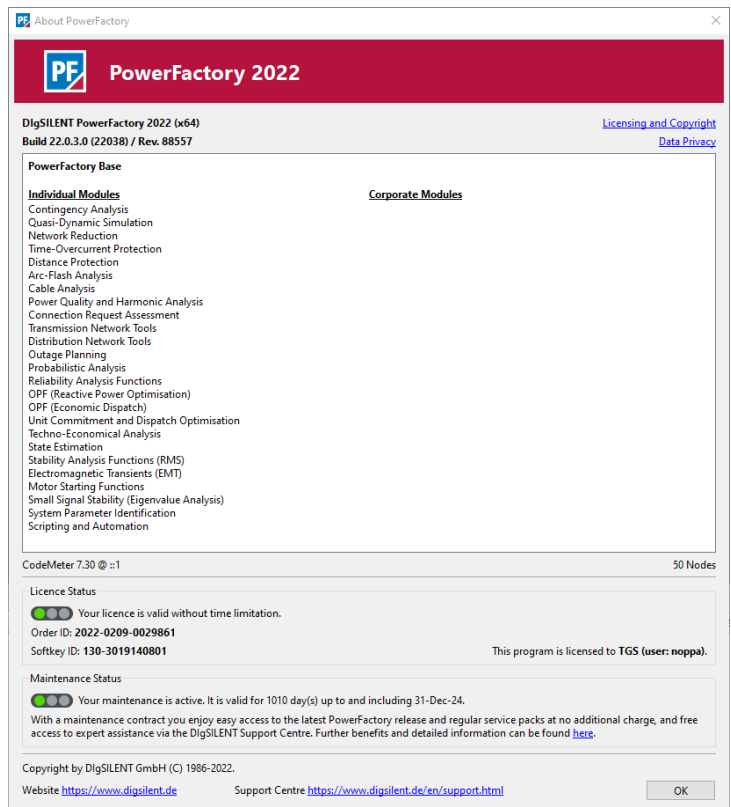 About PowerFactory
PF PowerFactory 2022
DIgSILENT PowerFactory 2022 (x64) Licensing and Copyright
Build 22.0.3.0 (22038) / Rev. 88557 Data Privacy
PowerFactory Base
Individual Modules Corporate Modules
Contingency Analysis
Quasi-Dynamic Simulation
Network Reduction
Time-Overcurrent Protection
Distance Protection
Arc-Flash Analysis
Cable Analysis
Power Quality and Harmonic Analysis
Connection Request Assessment
Transmission Network Tools
Distribution Network Tools
Outage Planning
Probabilistic Analysis
Reliability Analysis Functions
OPF (Reactive Power Optimisation)
OPF (Economic Dispatch)
Unit Commitment and Dispatch Optimisation
Techno-Economical Analysis
State Estimation
Stability Analysis Functions (RMS)
Electromagnetic Transients (EMT)
Motor Starting Functions
Small Signal Stability (Eigenvalue Analysis)
System Parameter Identification
Scripting and Automation
CodeMeter 7.30 @ ::1 50 Nodes
Licence Status
Your licence is valid without time limitation.
Order ID: 2022-0209-0029861
Softkey ID: 130-3019140801 This program is licensed to TGS (user: noppa).
Maintenance Status
Your maintenance is active. It is valid for 1010 day(s) up to and including 31-Dec-24.
With a maintenance contract you enjoy easy access to the latest PowerFactory release and regular service packs at no additional charge, and free
access to expert assistance via the DIgSILENT Support Centre. Further benefits and detailed information can be found here.
Copyright by DIgSILENT GmbH (C) 1986-2022.
Website https://www.digsilent.de Support Centre https://www.digsilent.de/en/support.html OK